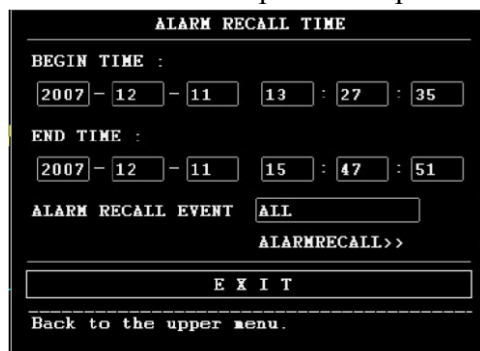 ALARM RECALL TIME
BEGIN TIME :
2007 - 12 - 11 13 : 27 : 35
END TIME :
2007 - 12 - 11 15 : 47 : 51
ALARM RECALL EVENT ALL
ALARMRECALL>>
E X I T
Back to the upper menu.